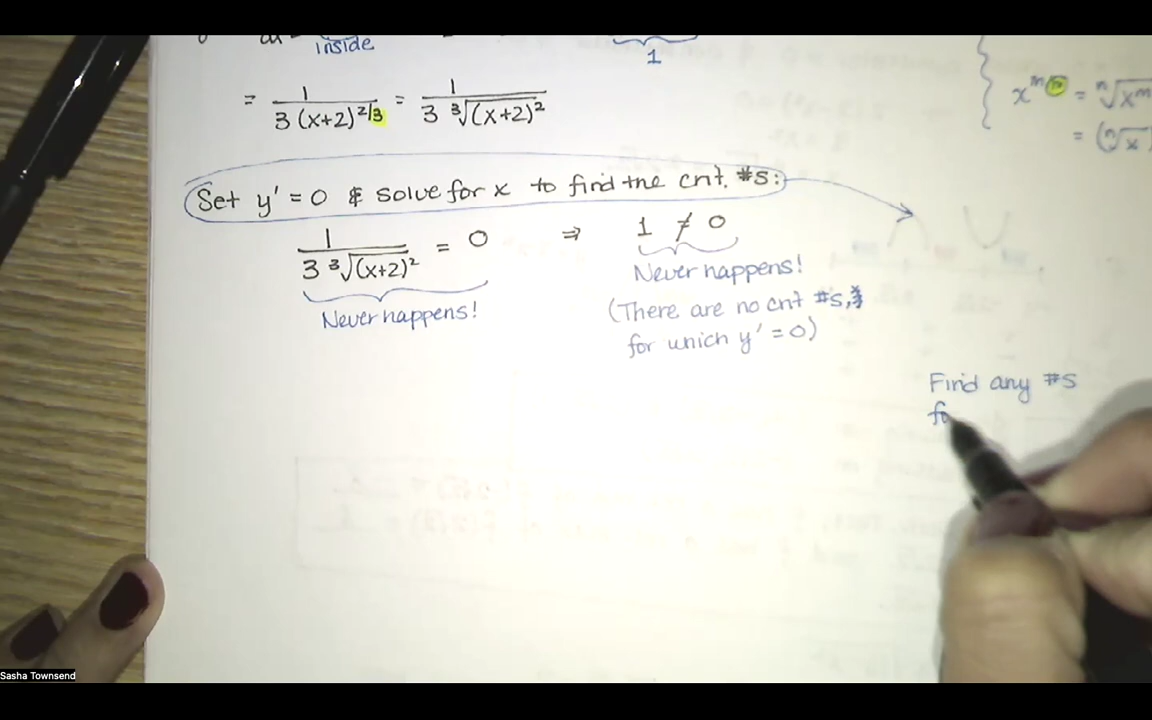 inside
1
= 1 / 3 (x+2)^2/3 = 1 / 3 ∛(x+2)²
x^m/n = ⁿ√x^m
= (ⁿ√x)
Set y' = 0 & solve for x to find the crit. #s:
1 / 3 ∛(x+2)² = 0 ⇒ 1 ≠ 0
Never happens!
Never happens!
(There are no crit #s,
for which y' = 0)
Find any #s
fo
Sasha Townsend